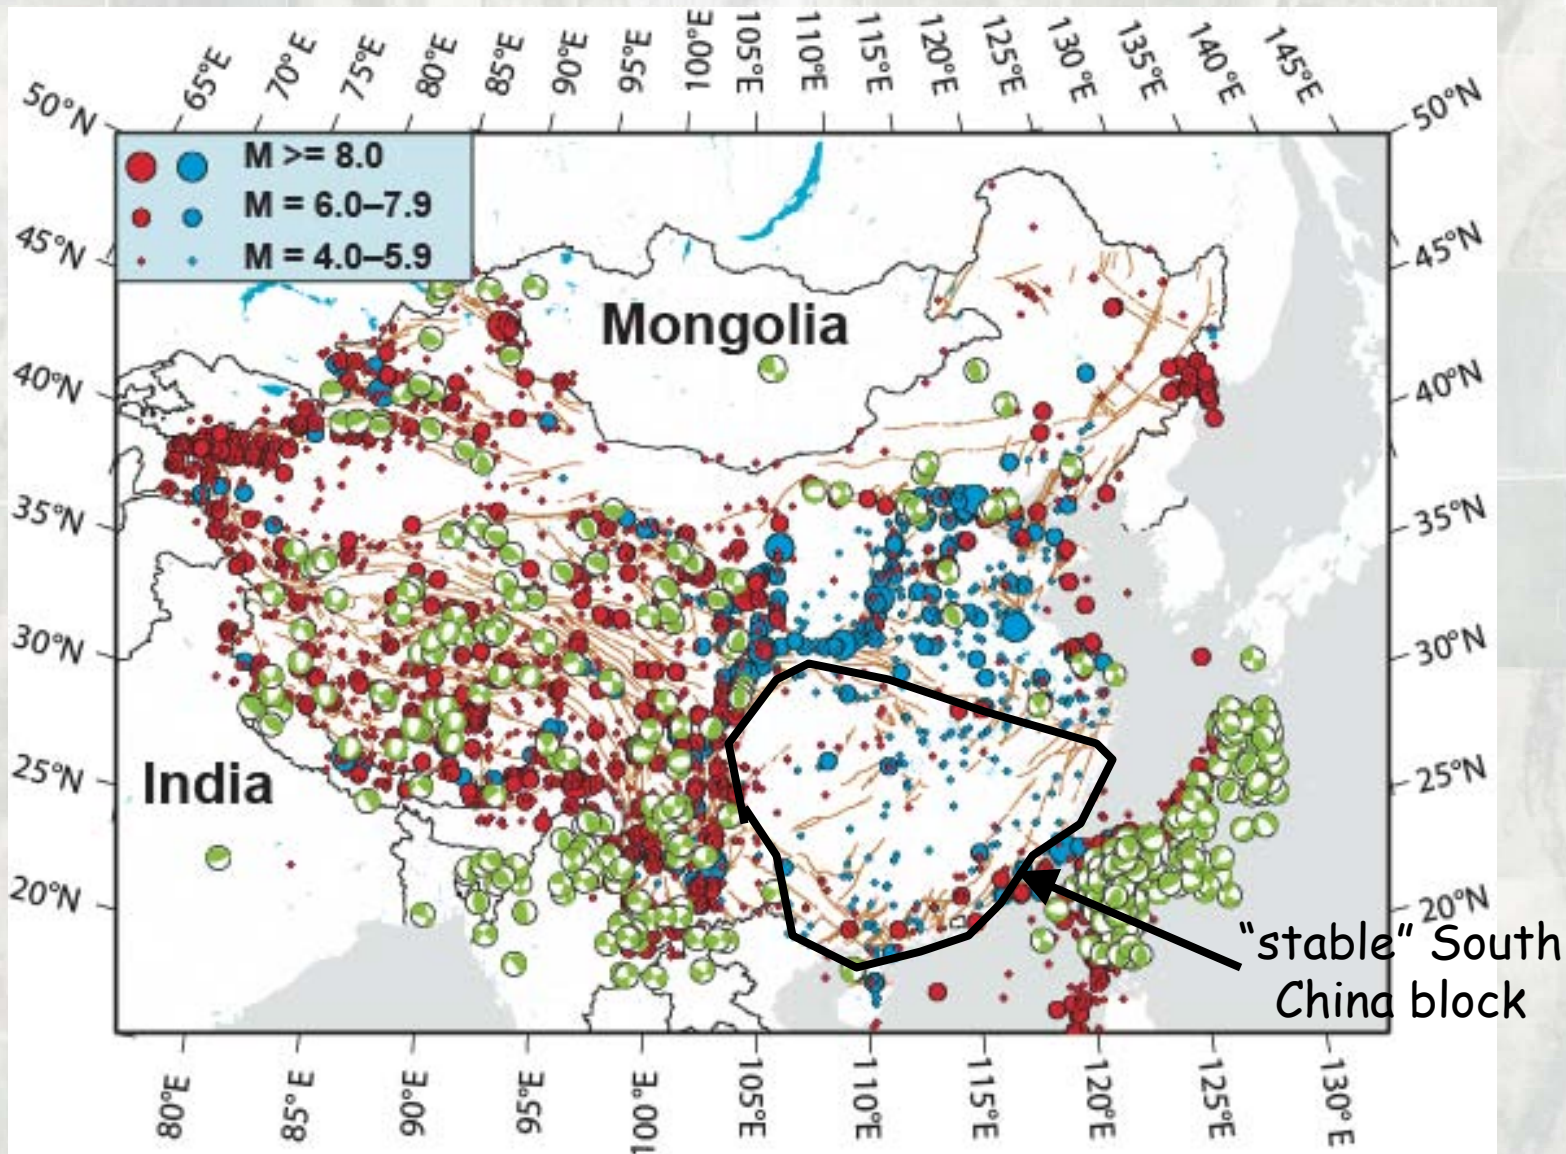 65°E 70°E 75°E 80°E 85°E 90°E 95°E 100°E 105°E 110°E 115°E 120°E 125°E 130°E 135°E 140°E 145°E
50°N 50°N
M >= 8.0
M = 6.0–7.9
M = 4.0–5.9
45°N 45°N
Mongolia
40°N 40°N
35°N 35°N
30°N 30°N
India
25°N 25°N
20°N 20°N
“stable” South
China block
80°E 85°E 90°E 95°E 105°E 110°E 115°E 120°E 125°E 130°E